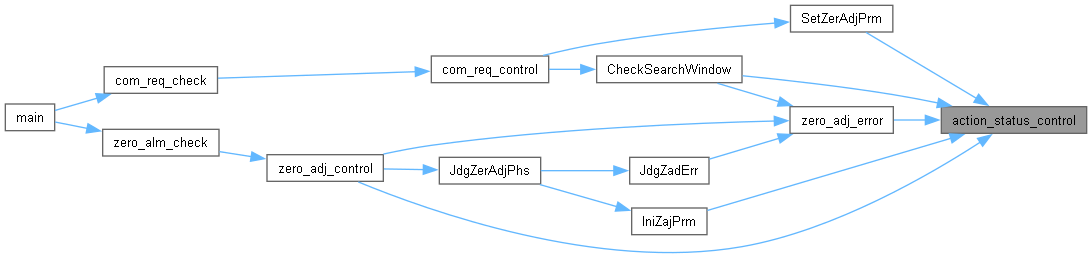 SetZerAdjPrm
com_req_control
CheckSearchWindow
com_req_check
main
zero_adj_error
action_status_control
zero_alm_check
zero_adj_control
JdgZerAdjPhs
JdgZadErr
IniZajPrm